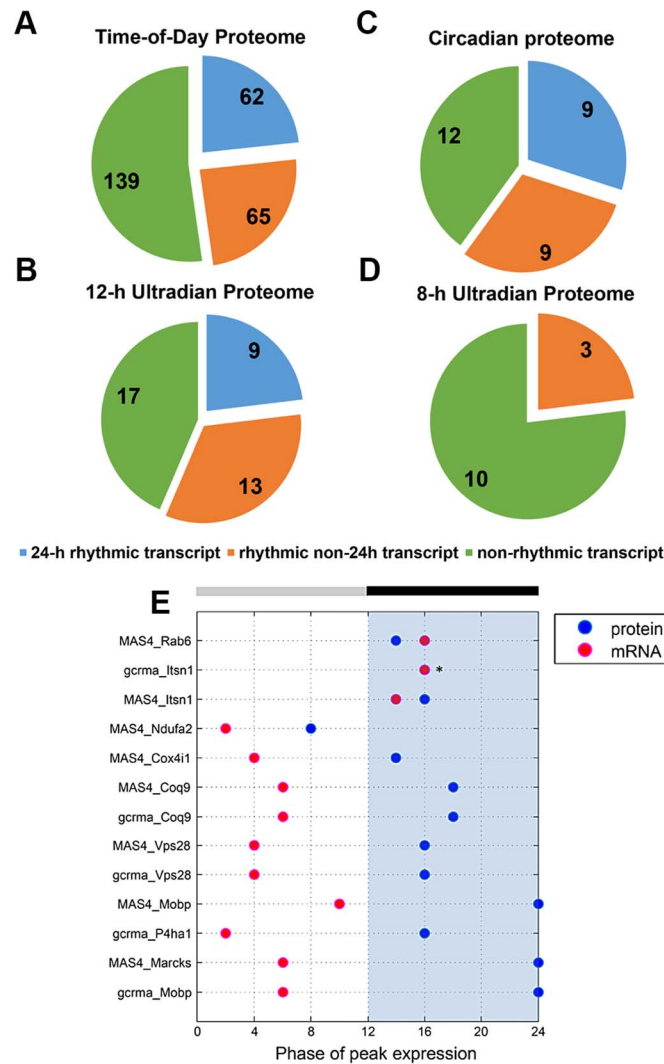 A
Time-of-Day Proteome
62
139
65
C
Circadian proteome
9
12
9
B
12-h Ultradian Proteome
9
17
13
D
8-h Ultradian Proteome
3
10
24-h rhythmic transcript rhythmic non-24h transcript non-rhythmic transcript
E
protein
mRNA
MAS4_Rab6
gcrma_Itsn1
*
MAS4_Itsn1
MAS4_Ndufa2
MAS4_Cox4i1
MAS4_Coq9
gcrma_Coq9
MAS4_Vps28
gcrma_Vps28
MAS4_Mobp
gcrma_P4ha1
MAS4_Marcks
gcrma_Mobp
0 4 8 12 16 20 24
Phase of peak expression